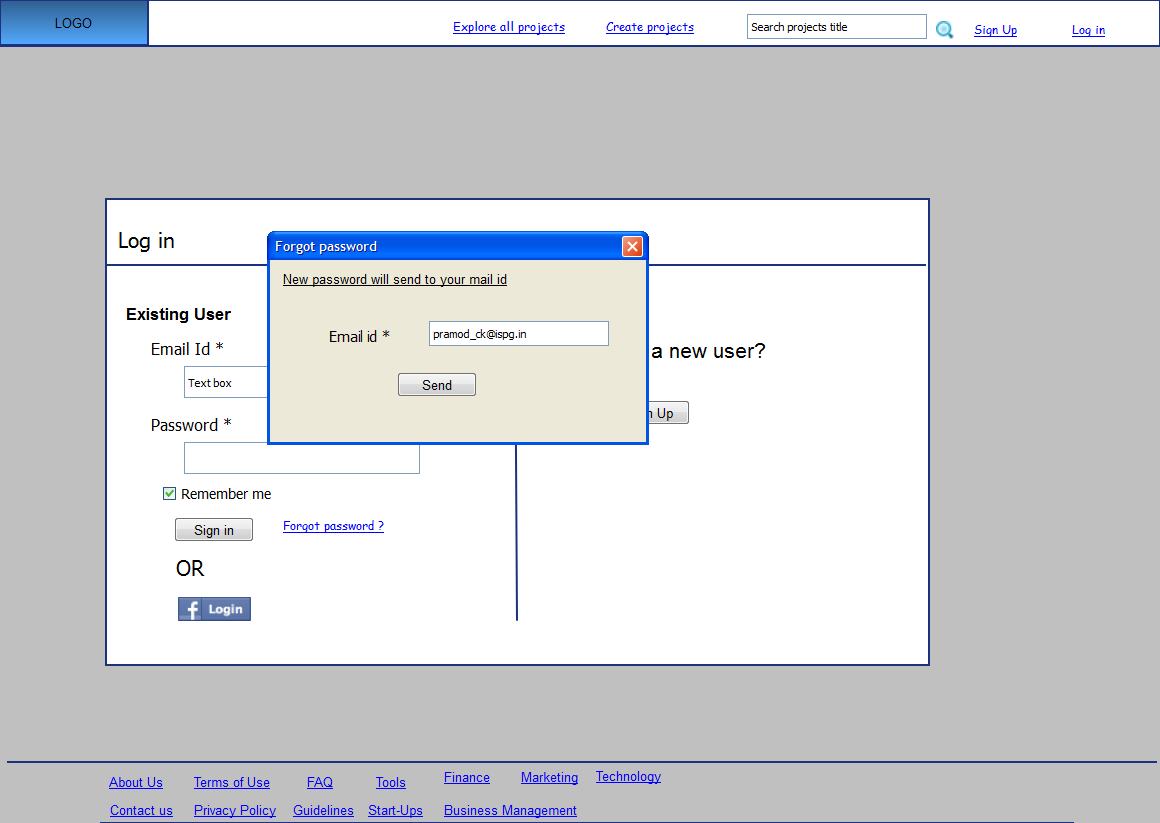 LOGO
Explore all projects
Create projects
Search projects title
Sign Up
Log in
Log in
Forgot password
New password will send to your mail id
Email id *
pramod_ck@ispg.in
Send
Existing User
Email Id *
Text box
Password *
Remember me
Sign in
Forgot password ?
OR
f Login
a new user?
Up
About Us
Terms of Use
FAQ
Tools
Finance
Marketing
Technology
Contact us
Privacy Policy
Guidelines
Start-Ups
Business Management